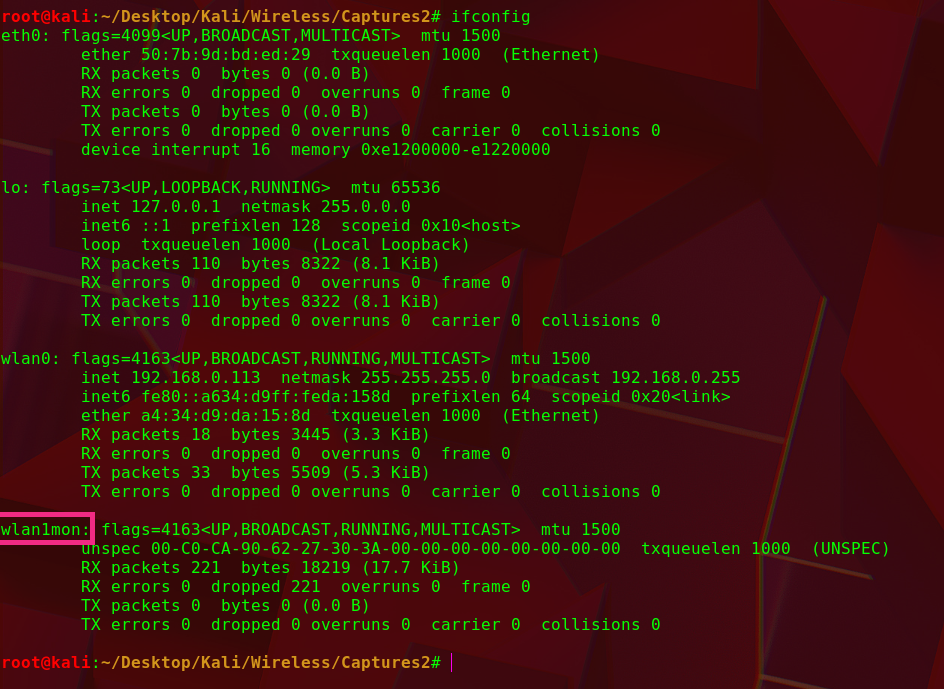 root@kali:~/Desktop/Kali/Wireless/Captures2# ifconfig
eth0: flags=4099<UP,BROADCAST,MULTICAST>  mtu 1500
        ether 50:7b:9d:bd:ed:29  txqueuelen 1000  (Ethernet)
        RX packets 0  bytes 0 (0.0 B)
        RX errors 0  dropped 0  overruns 0  frame 0
        TX packets 0  bytes 0 (0.0 B)
        TX errors 0  dropped 0 overruns 0  carrier 0  collisions 0
        device interrupt 16  memory 0xe1200000-e1220000

lo: flags=73<UP,LOOPBACK,RUNNING>  mtu 65536
        inet 127.0.0.1  netmask 255.0.0.0
        inet6 ::1  prefixlen 128  scopeid 0x10<host>
        loop  txqueuelen 1000  (Local Loopback)
        RX packets 110  bytes 8322 (8.1 KiB)
        RX errors 0  dropped 0  overruns 0  frame 0
        TX packets 110  bytes 8322 (8.1 KiB)
        TX errors 0  dropped 0 overruns 0  carrier 0  collisions 0

wlan0: flags=4163<UP,BROADCAST,RUNNING,MULTICAST>  mtu 1500
        inet 192.168.0.113  netmask 255.255.255.0  broadcast 192.168.0.255
        inet6 fe80::a634:d9ff:feda:158d  prefixlen 64  scopeid 0x20<link>
        ether a4:34:d9:da:15:8d  txqueuelen 1000  (Ethernet)
        RX packets 18  bytes 3445 (3.3 KiB)
        RX errors 0  dropped 0  overruns 0  frame 0
        TX packets 33  bytes 5509 (5.3 KiB)
        TX errors 0  dropped 0 overruns 0  carrier 0  collisions 0

wlan1mon: flags=4163<UP,BROADCAST,RUNNING,MULTICAST>  mtu 1500
        unspec 00-C0-CA-90-62-27-30-3A-00-00-00-00-00-00-00-00  txqueuelen 1000  (UNSPEC)
        RX packets 221  bytes 18219 (17.7 KiB)
        RX errors 0  dropped 221  overruns 0  frame 0
        TX packets 0  bytes 0 (0.0 B)
        TX errors 0  dropped 0 overruns 0  carrier 0  collisions 0

root@kali:~/Desktop/Kali/Wireless/Captures2#